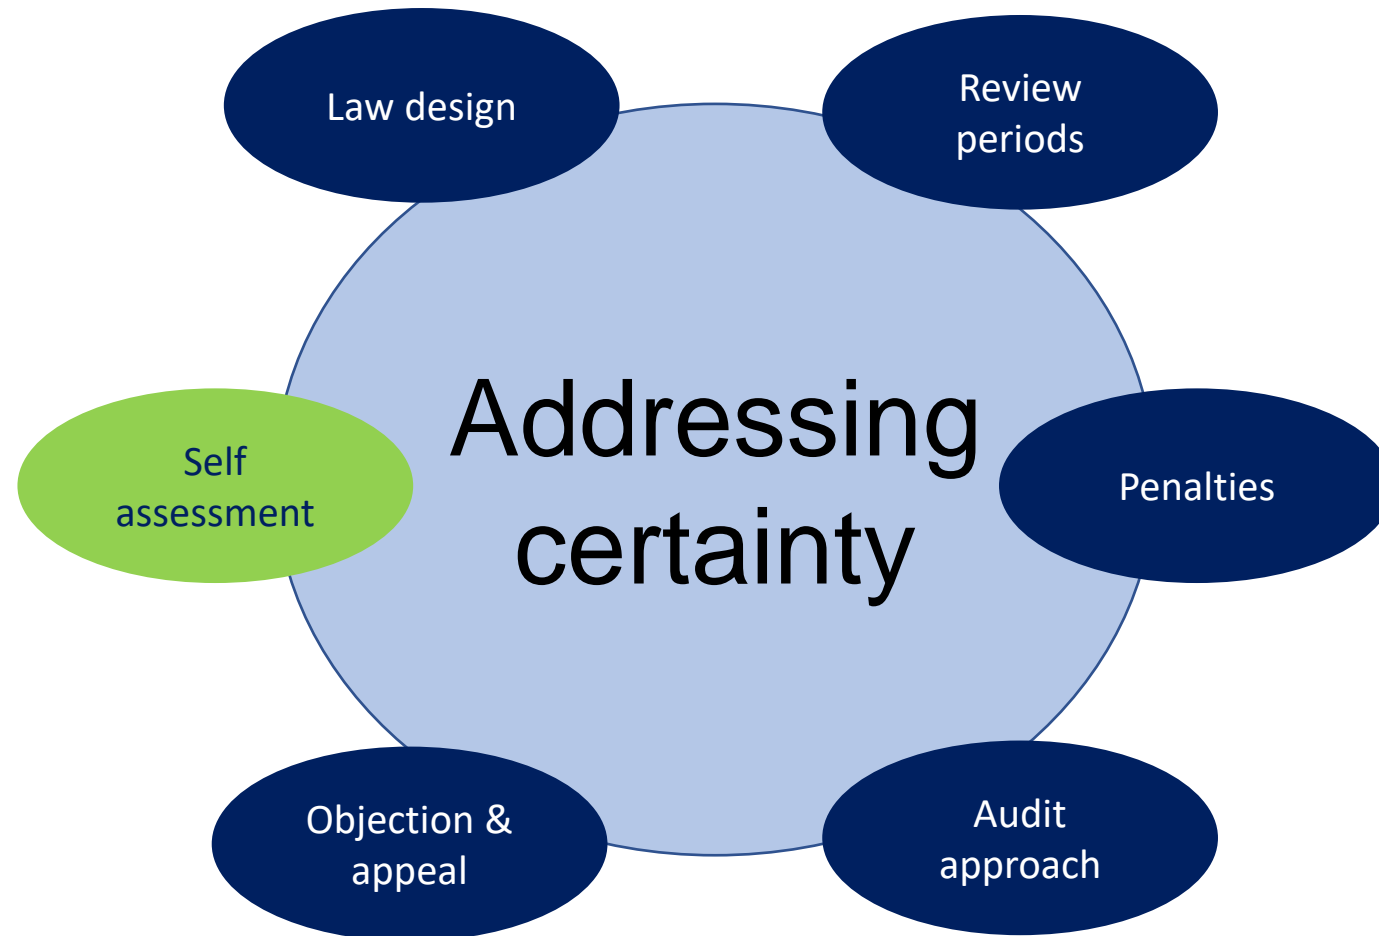 Law design
Review
periods
Self
assessment
Addressing
certainty
Penalties
Objection &
appeal
Audit
approach